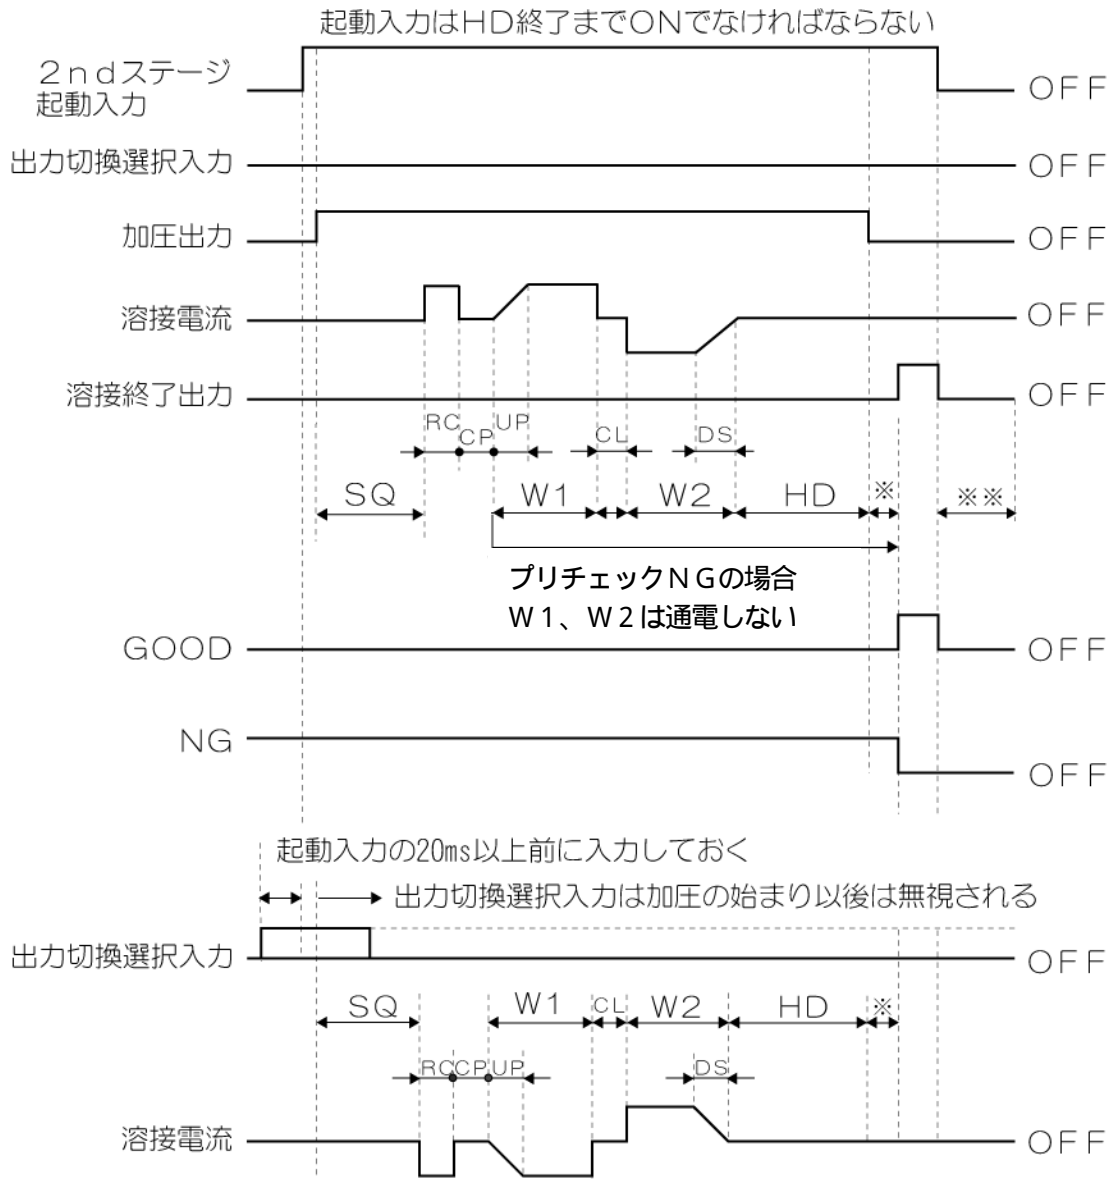 起動入力はHD終了までONでなければならない
2ndステージ
起動入力
OFF
出力切換選択入力
OFF
加圧出力
OFF
溶接電流
OFF
溶接終了出力
OFF
RC
CP
UP
CL
DS
SQ
W1
W2
HD
※
※※
プリチェックNGの場合
W1、W2は通電しない
GOOD
OFF
NG
OFF
起動入力の20ms以上前に入力しておく
出力切換選択入力は加圧の始まり以後は無視される
出力切換選択入力
OFF
SQ
W1
CL
W2
HD
※
RC
CP
UP
DS
溶接電流
OFF